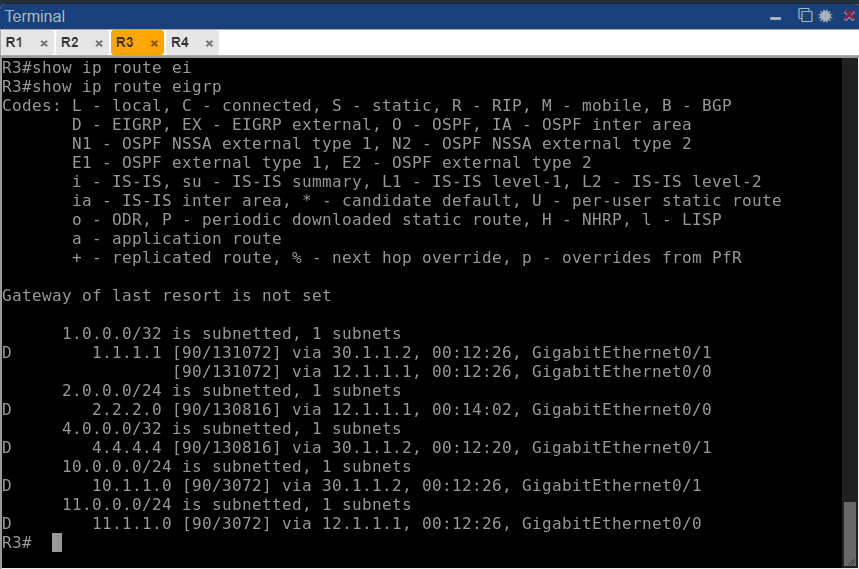 Terminal
R1 × R2 × R3 × R4 ×
R3#show ip route ei
R3#show ip route eigrp
Codes: L - local, C - connected, S - static, R - RIP, M - mobile, B - BGP
       D - EIGRP, EX - EIGRP external, O - OSPF, IA - OSPF inter area
       N1 - OSPF NSSA external type 1, N2 - OSPF NSSA external type 2
       E1 - OSPF external type 1, E2 - OSPF external type 2
       i - IS-IS, su - IS-IS summary, L1 - IS-IS level-1, L2 - IS-IS level-2
       ia - IS-IS inter area, * - candidate default, U - per-user static route
       o - ODR, P - periodic downloaded static route, H - NHRP, l - LISP
       a - application route
       + - replicated route, % - next hop override, p - overrides from PfR
Gateway of last resort is not set
      1.0.0.0/32 is subnetted, 1 subnets
D        1.1.1.1 [90/131072] via 30.1.1.2, 00:12:26, GigabitEthernet0/1
                 [90/131072] via 12.1.1.1, 00:12:26, GigabitEthernet0/0
      2.0.0.0/24 is subnetted, 1 subnets
D        2.2.2.0 [90/130816] via 12.1.1.1, 00:14:02, GigabitEthernet0/0
      4.0.0.0/32 is subnetted, 1 subnets
D        4.4.4.4 [90/130816] via 30.1.1.2, 00:12:20, GigabitEthernet0/1
      10.0.0.0/24 is subnetted, 1 subnets
D        10.1.1.0 [90/3072] via 30.1.1.2, 00:12:26, GigabitEthernet0/1
      11.0.0.0/24 is subnetted, 1 subnets
D        11.1.1.0 [90/3072] via 12.1.1.1, 00:12:26, GigabitEthernet0/0
R3#